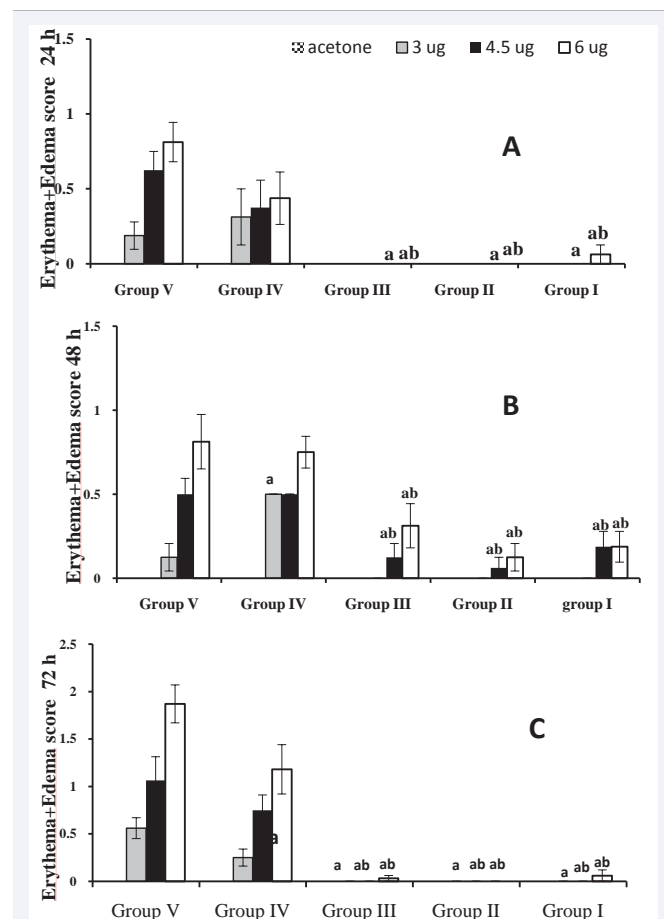 Erythema+Edema score 24 h
1.5
1
0.5
0
acetone 3 ug 4.5 ug 6 ug
A
a ab
a ab
a ab
Group V Group IV Group III Group II Group I
Erythema+Edema score 48 h
1.5
1
0.5
0
B
a
ab ab
ab ab
ab ab
Group V Group IV Group III Group II group I
Erythema+Edema score 72 h
2.5
2
1.5
1
0.5
0
C
a
a ab ab
a ab ab
a ab ab
Group V Group IV Group III Group II Group I